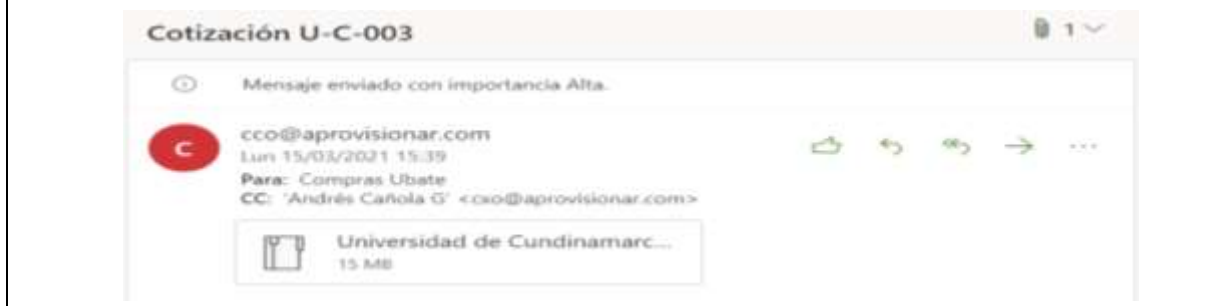 Cotización U-C-003
1
Mensaje enviado con importancia Alta.
C
cco@aprovisionar.com
Lun 15/03/2021 15:39
Para: Compras Ubate
CC: 'Andrés Cañola G' <cxo@aprovisionar.com>
Universidad de Cundinamarc...
15 MB